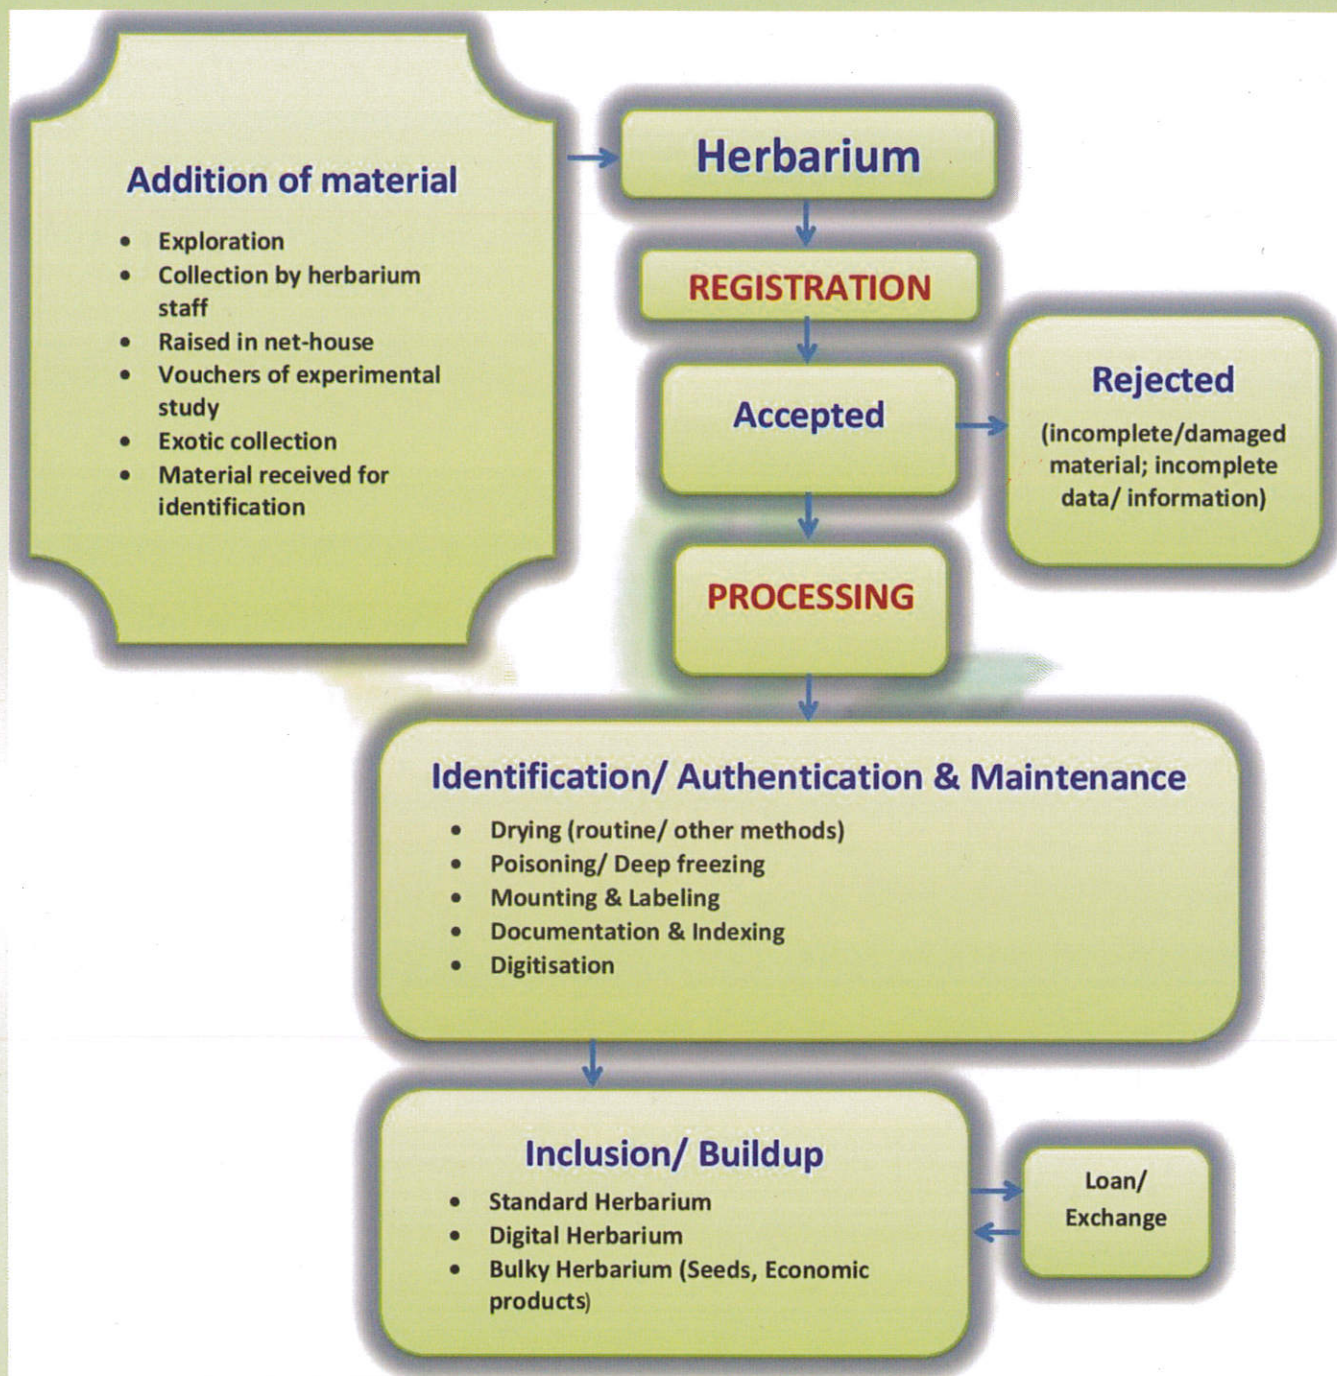 Addition of material
• Exploration
• Collection by herbarium
staff
• Raised in net-house
• Vouchers of experimental
study
• Exotic collection
• Material received for
identification
Herbarium
REGISTRATION
Accepted
Rejected
(incomplete/damaged
material; incomplete
data/ information)
PROCESSING
Identification/ Authentication & Maintenance
• Drying (routine/ other methods)
• Poisoning/ Deep freezing
• Mounting & Labeling
• Documentation & Indexing
• Digitisation
Inclusion/ Buildup
• Standard Herbarium
• Digital Herbarium
• Bulky Herbarium (Seeds, Economic
products)
Loan/
Exchange